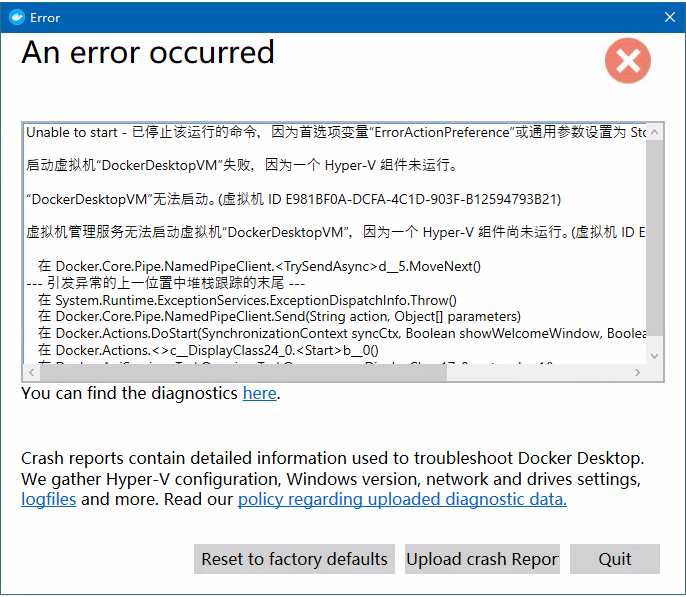 Error
An error occurred
Unable to start - 已停止该运行的命令，因为首选项变量“ErrorActionPreference”或通用参数设置为 Sto
启动虚拟机“DockerDesktopVM”失败，因为一个 Hyper-V 组件未运行。
“DockerDesktopVM”无法启动。(虚拟机 ID E981BF0A-DCFA-4C1D-903F-B12594793B21)
虚拟机管理服务无法启动虚拟机“DockerDesktopVM”，因为一个 Hyper-V 组件尚未运行。(虚拟机 ID E
在 Docker.Core.Pipe.NamedPipeClient.<TrySendAsync>d__5.MoveNext()
--- 引发异常的上一位置中堆栈跟踪的末尾 ---
在 System.Runtime.ExceptionServices.ExceptionDispatchInfo.Throw()
在 Docker.Core.Pipe.NamedPipeClient.Send(String action, Object[] parameters)
在 Docker.Actions.DoStart(SynchronizationContext syncCtx, Boolean showWelcomeWindow, Boolea
在 Docker.Actions.<>c__DisplayClass24_0.<Start>b__0()
You can find the diagnostics here.
Crash reports contain detailed information used to troubleshoot Docker Desktop.
We gather Hyper-V configuration, Windows version, network and drives settings,
logfiles and more. Read our policy regarding uploaded diagnostic data.
Reset to factory defaults Upload crash Repor Quit